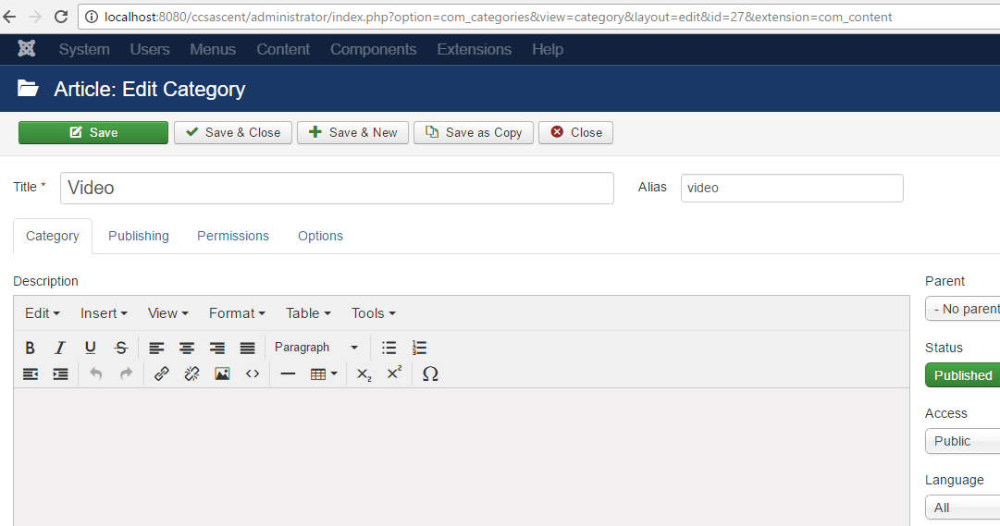 localhost:8080/ccsascent/administrator/index.php?option=com_categories&view=category&layout=edit&id=27&extension=com_content
System Users Menus Content Components Extensions Help
Article: Edit Category
Save Save & Close Save & New Save as Copy Close
Title * Video Alias video
Category Publishing Permissions Options
Description
Edit Insert View Format Table Tools
B I U S Paragraph
X₂ X² Ω
Parent
- No parent
Status
Published
Access
Public
Language
All